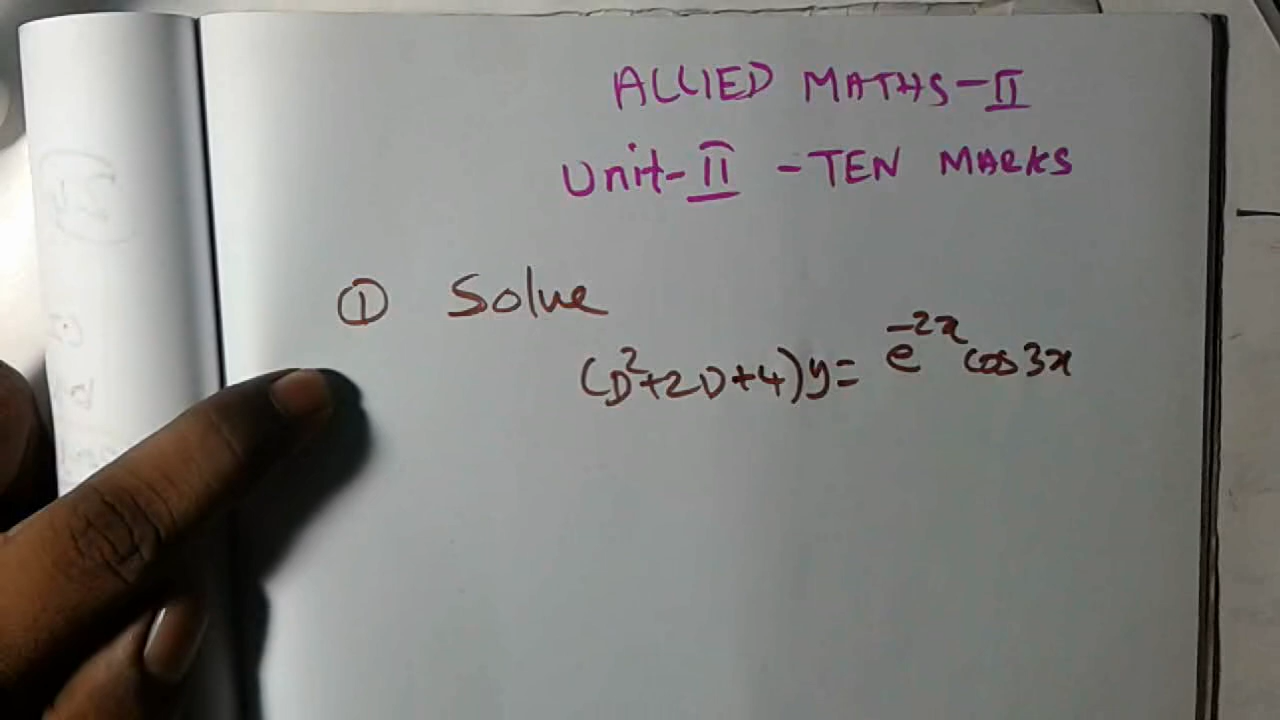 ALLIED MATHS-II
Unit-II - TEN MARKS
① Solve
(D²+2D+4)y= e⁻²ˣ cos3x